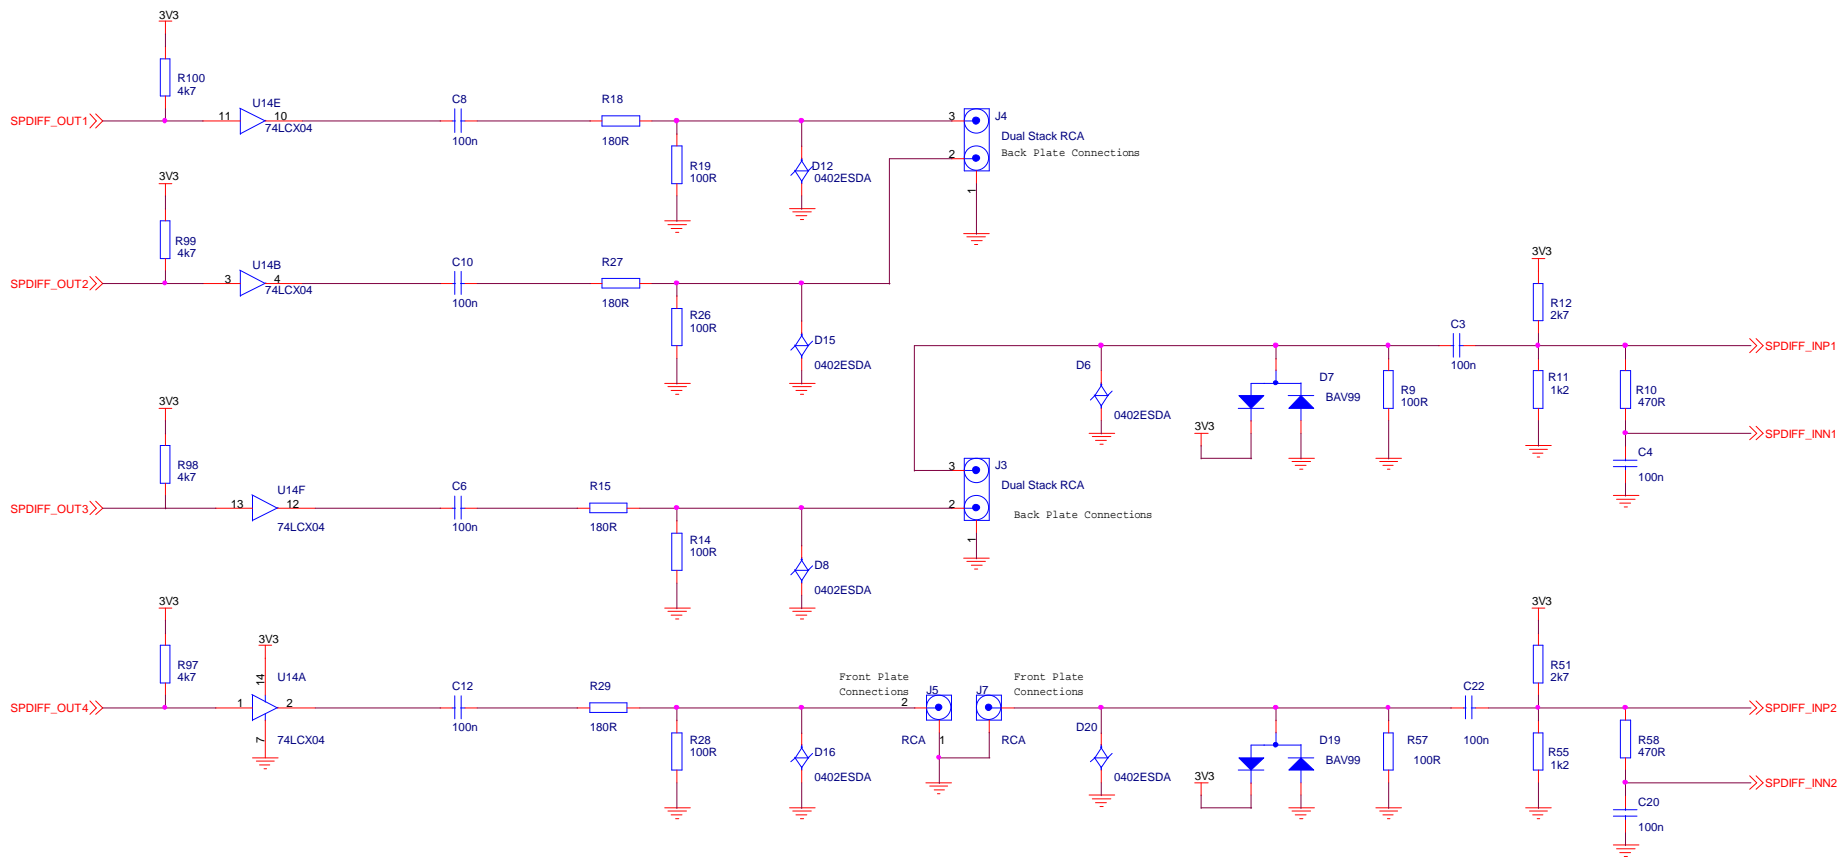 3V3
R100
4k7
SPDIFF_OUT1
11
U14E
10
74LCX04
C8
100n
R18
180R
R19
100R
D12
0402ESDA
3
2
1
J4
Dual Stack RCA
Back Plate Connections
3V3
R99
4k7
SPDIFF_OUT2
3
U14B
4
74LCX04
C10
100n
R27
180R
R26
100R
D15
0402ESDA
3V3
R12
2k7
C3
100n
SPDIFF_INP1
D6
0402ESDA
D7
BAV99
3V3
R9
100R
R11
1k2
R10
470R
SPDIFF_INN1
C4
100n
3V3
R98
4k7
SPDIFF_OUT3
13
U14F
12
74LCX04
C6
100n
R15
180R
R14
100R
D8
0402ESDA
3
2
1
J3
Dual Stack RCA
Back Plate Connections
3V3
R97
4k7
SPDIFF_OUT4
3V3
14
1
U14A
2
7
74LCX04
C12
100n
R29
180R
R28
100R
D16
0402ESDA
Front Plate
Connections
J5
2
RCA
1
Front Plate
Connections
J7
RCA
D20
0402ESDA
D19
BAV99
3V3
R57
100R
C22
100n
3V3
R51
2k7
R55
1k2
R58
470R
SPDIFF_INP2
SPDIFF_INN2
C20
100n